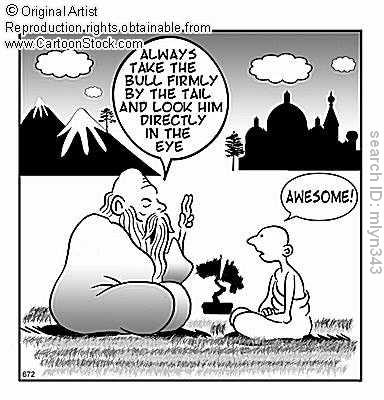 © Original Artist
Reproduction rights obtainable from
www.CartoonStock.com
ALWAYS
TAKE THE
BULL FIRMLY
BY THE TAIL
AND LOOK HIM
DIRECTLY
IN THE
EYE
AWESOME!
search ID: mlyn343
672